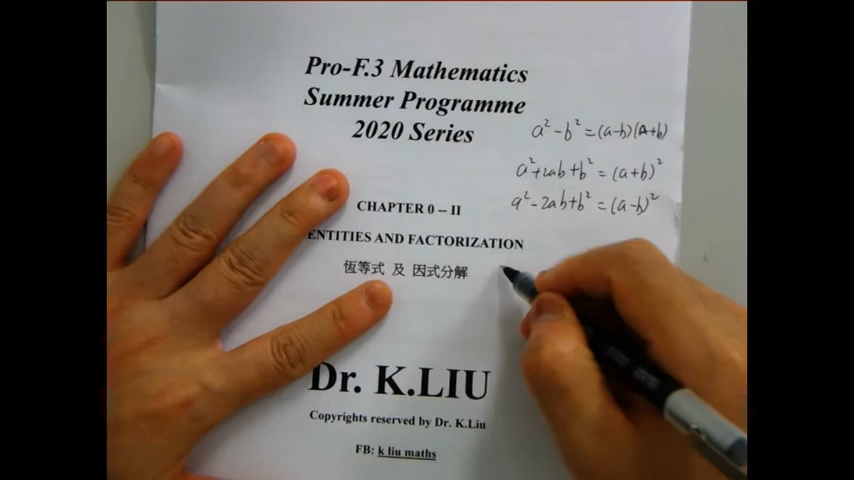 Pro-F.3 Mathematics
Summer Programme
2020 Series
a² - b² = (a-b)(a+b)
a² + 2ab + b² = (a+b)²
a² - 2ab + b² = (a-b)²
CHAPTER 0 -- II
ENTITIES AND FACTORIZATION
恆等式 及 因式分解
Dr. K.LIU
Copyrights reserved by Dr. K.Liu
FB: k liu maths